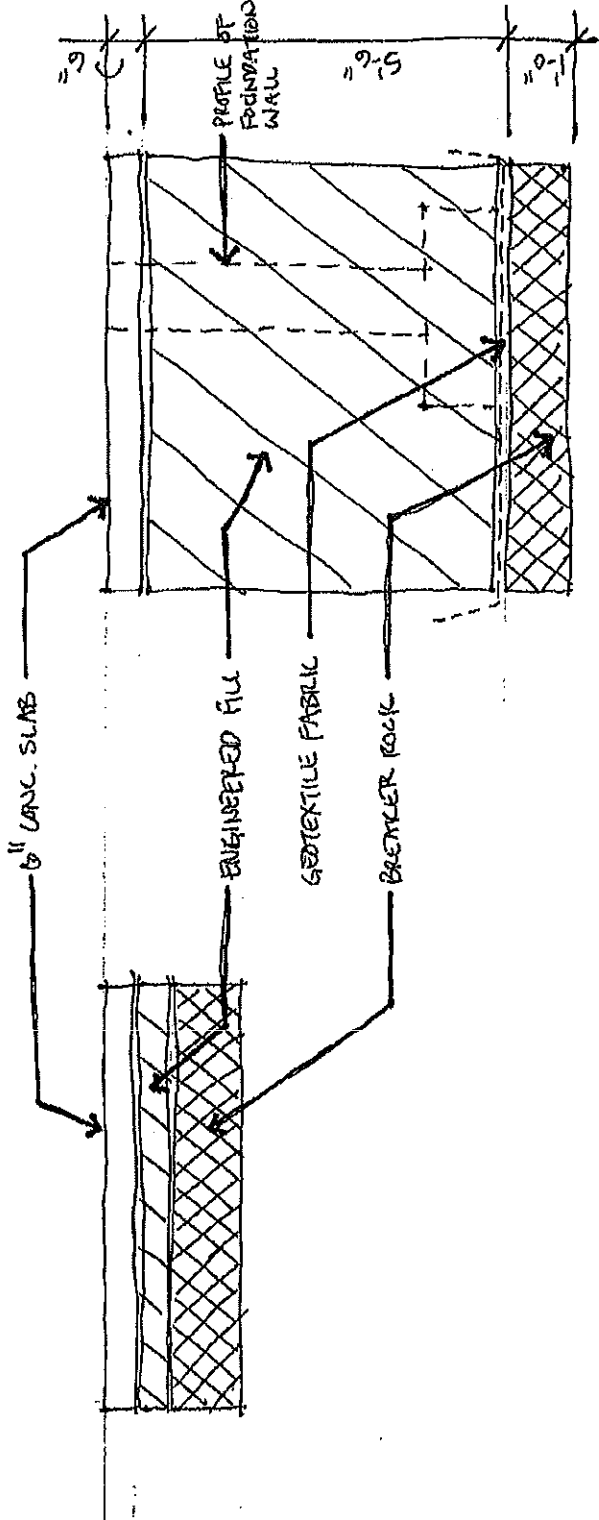 6" CONC. SLAB
ENGINEERED FILL
GEOTEXTILE FABRIC
BREAKER ROCK
PROFILE OF
FOUNDATION
WALL
6"
5'-6"
1'-0"